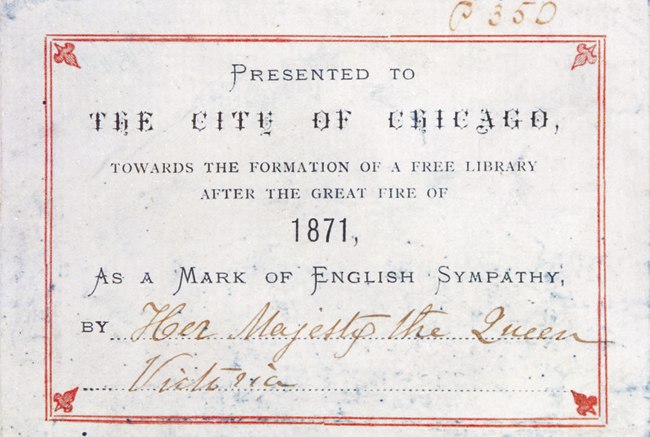 P 350
PRESENTED TO
THE CITY OF CHICAGO,
TOWARDS THE FORMATION OF A FREE LIBRARY
AFTER THE GREAT FIRE OF
1871,
AS A MARK OF ENGLISH SYMPATHY,
BY Her Majesty the Queen
Victoria